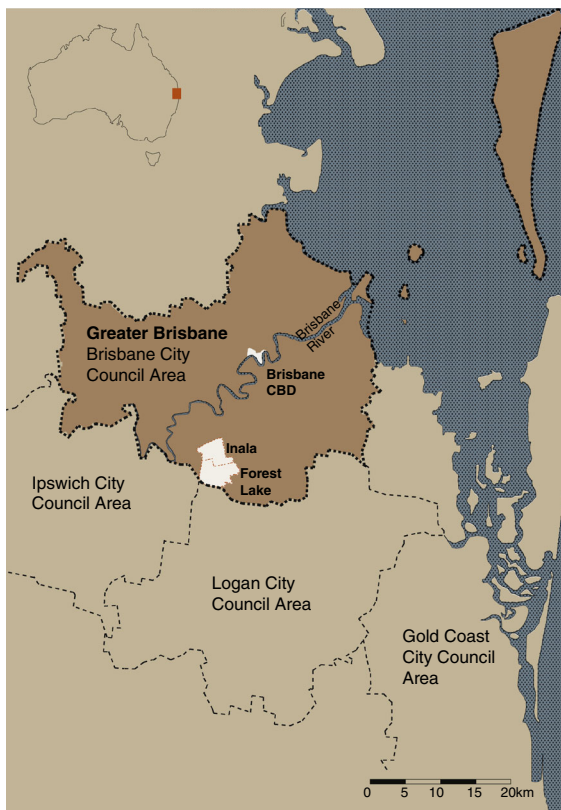 Greater Brisbane
Brisbane City
Council Area
Brisbane
River
Brisbane
CBD
Inala
Forest
Lake
Ipswich City
Council Area
Logan City
Council Area
Gold Coast
City Council
Area
0 5 10 15 20km